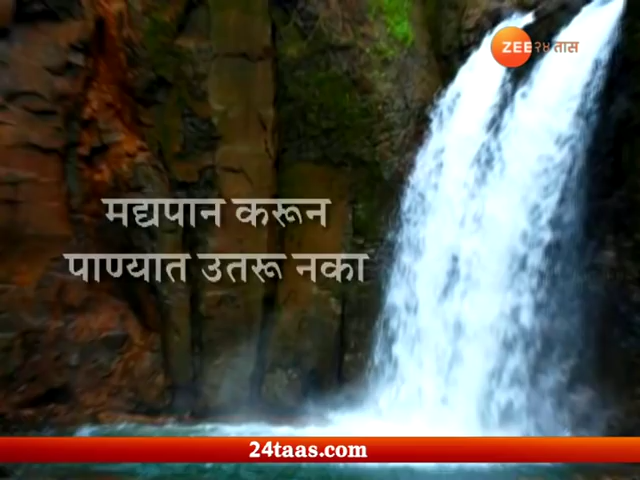 ZEE २४ तास
मद्यपान करून
पाण्यात उतरू नका
24taas.com